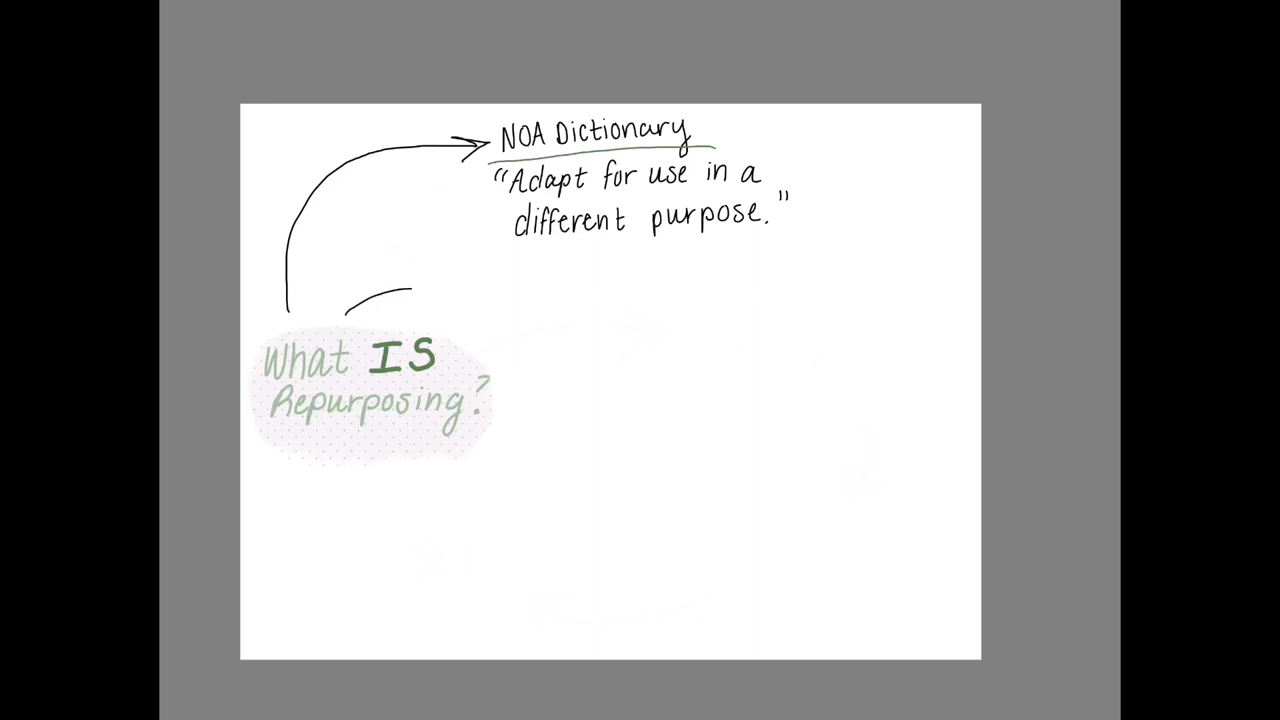 NOA Dictionary
"Adapt for use in a
different purpose."
What IS
Repurposing?